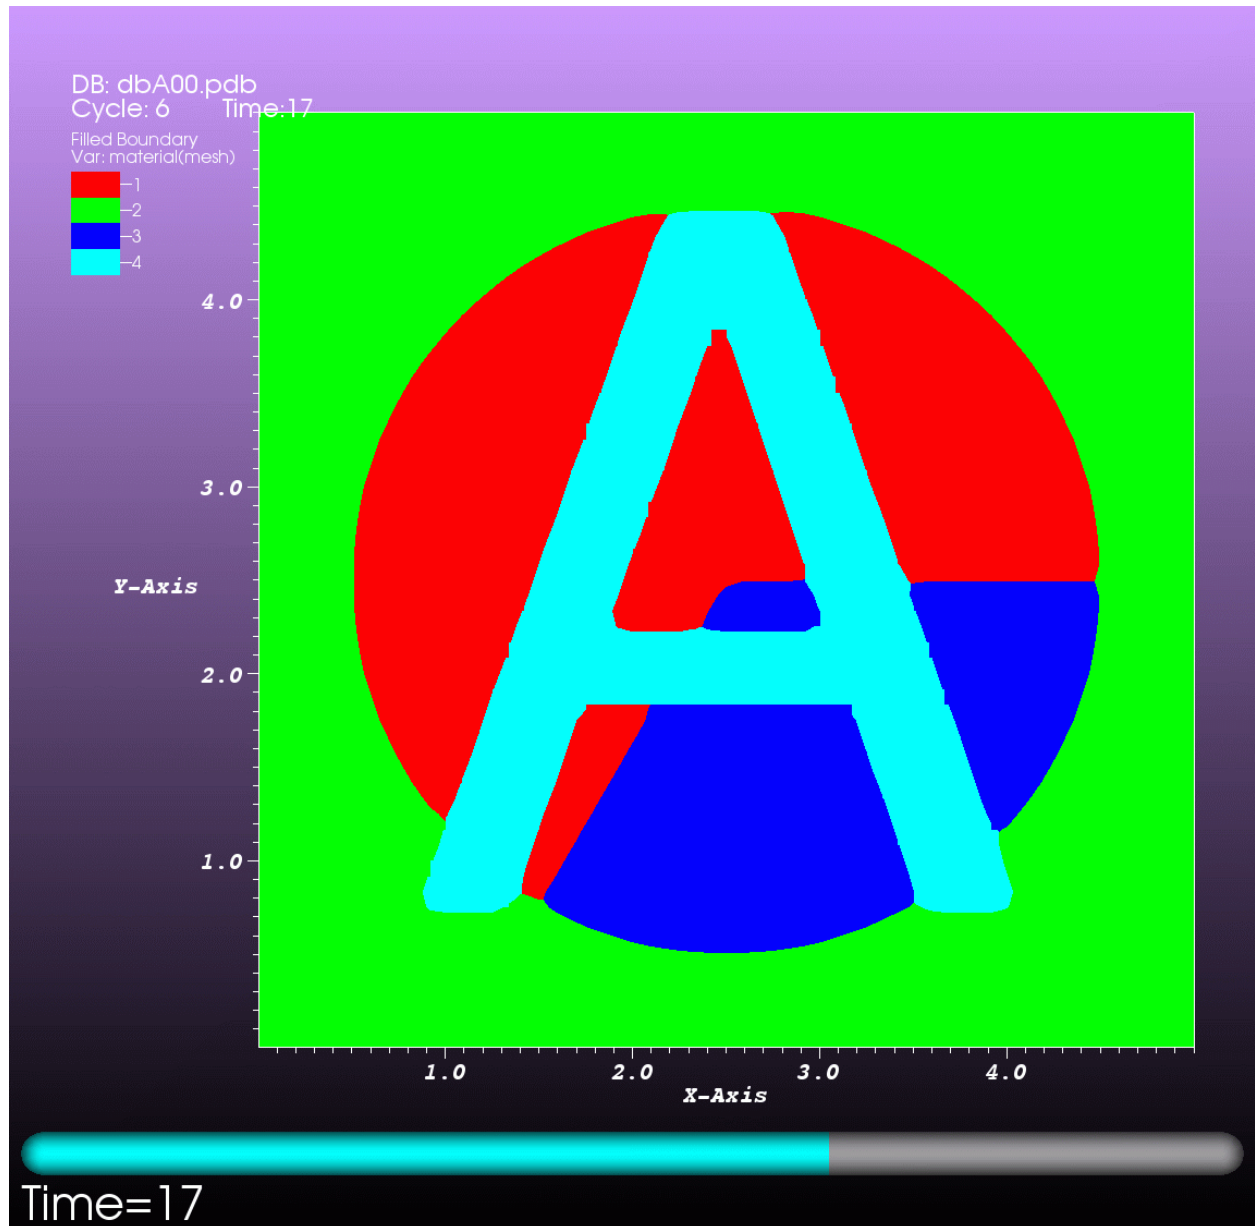 DB: dbA00.pdb
Cycle: 6 Time:17
Filled Boundary
Var: material(mesh)
1
2
3
4
A
4.0
3.0
Y-Axis
2.0
1.0
1.0 2.0 3.0 4.0
X-Axis
Time=17